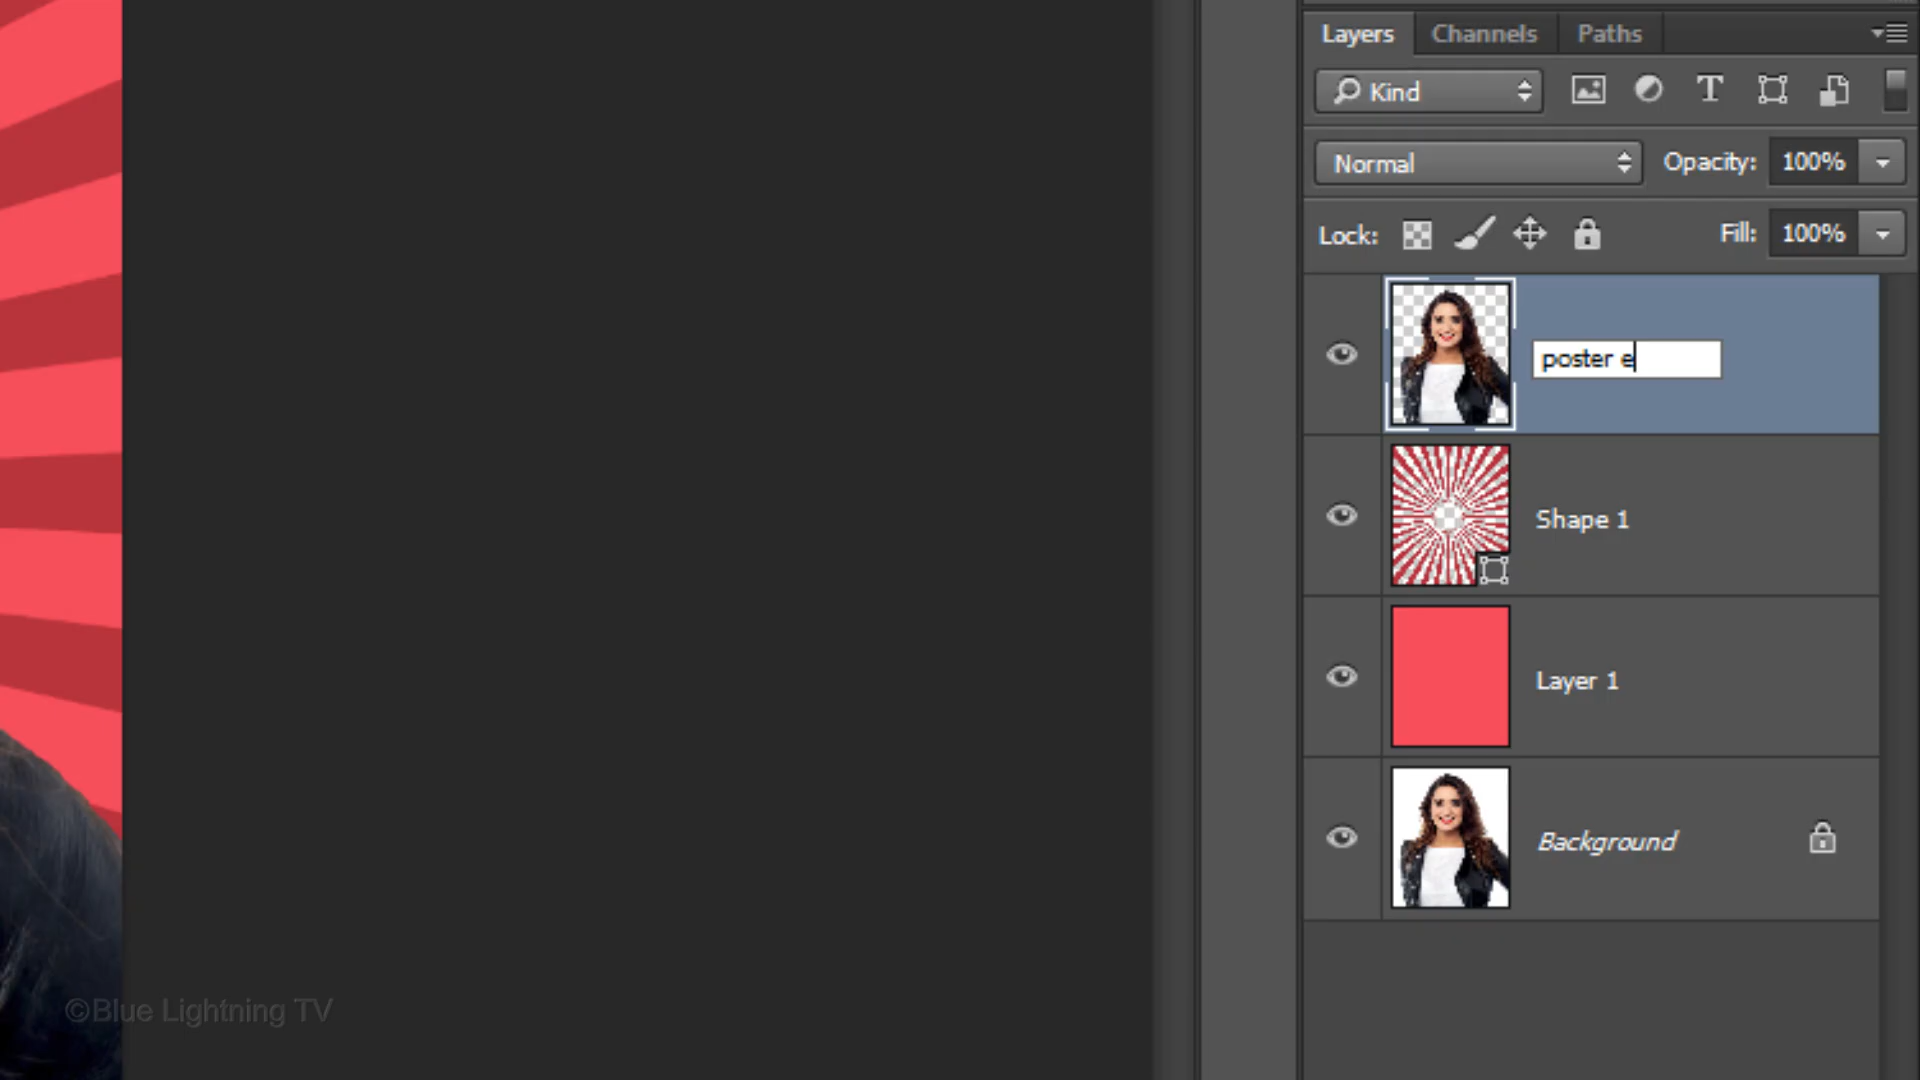 Layers Channels Paths
Kind
Normal Opacity: 100%
Lock: Fill: 100%
poster e
Shape 1
Layer 1
Background
©Blue Lightning TV